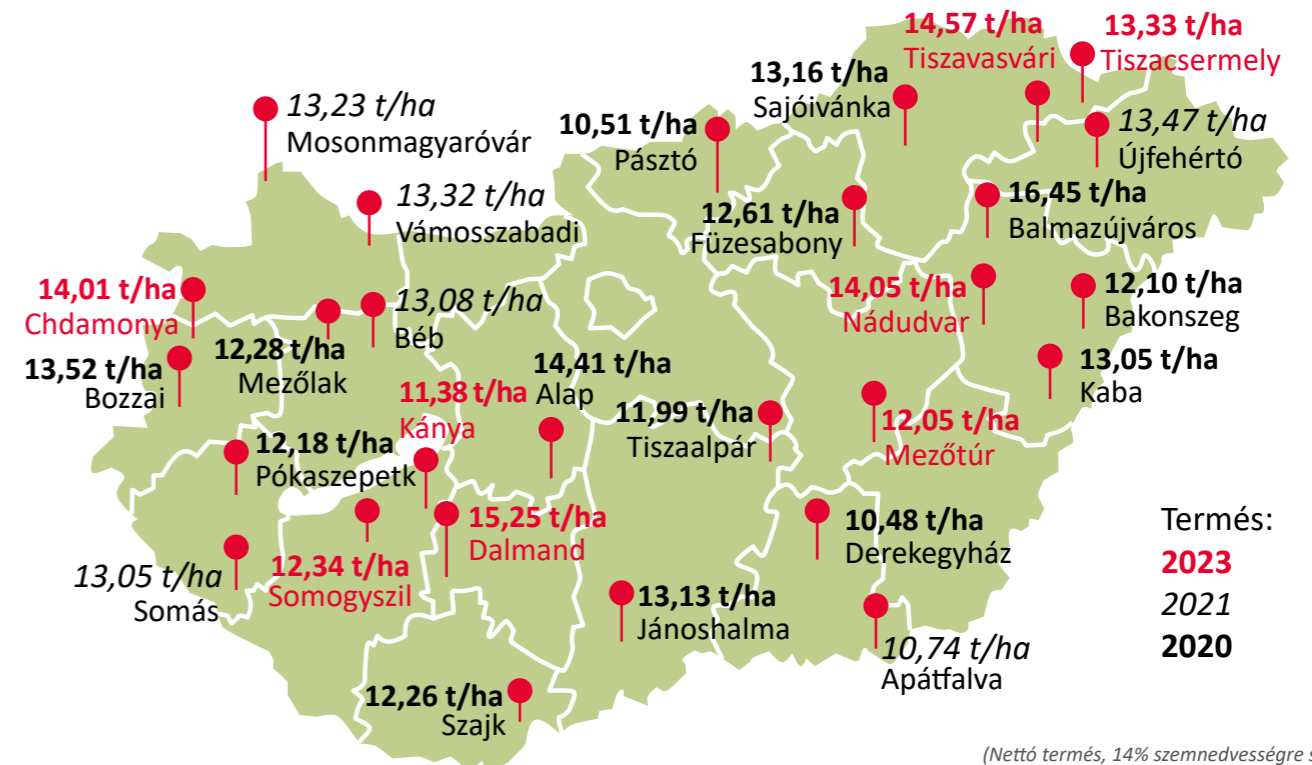 14,57 t/ha
Tiszavasvári
13,33 t/ha
Tiszacsermely
13,16 t/ha
Sajóivánka
13,23 t/ha
Mosonmagyaróvár
10,51 t/ha
Pásztó
13,47 t/ha
Újfehértó
13,32 t/ha
Vámosszabadi
12,61 t/ha
Füzesabony
16,45 t/ha
Balmazújváros
14,01 t/ha
Chdamonya
13,08 t/ha
Béb
14,05 t/ha
Nádudvar
12,10 t/ha
Bakonszeg
12,28 t/ha
Mezőlak
13,52 t/ha
Bozzai
14,41 t/ha
Alap
13,05 t/ha
Kaba
11,38 t/ha
Kánya
11,99 t/ha
Tiszaalpár
12,05 t/ha
Mezőtúr
12,18 t/ha
Pókaszepetk
15,25 t/ha
Dalmand
10,48 t/ha
Derekegyház
13,05 t/ha
Somás
12,34 t/ha
Somogyszil
13,13 t/ha
Jánoshalma
10,74 t/ha
Apátfalva
12,26 t/ha
Szajk
Termés:
2023
2021
2020
(Nettó termés, 14% szemnedvességre s